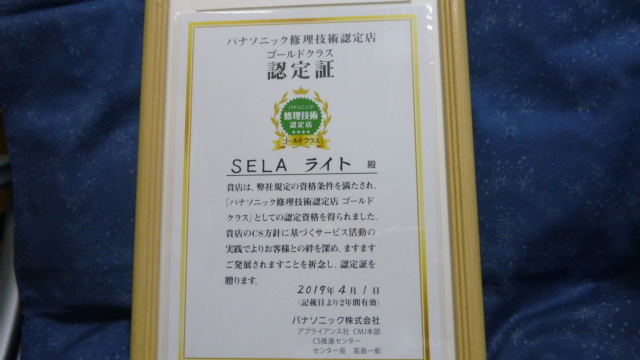 パナソニック修理技術認定店
ゴールドクラス
認定証
パナソニック
修理技術
認定店
★★★★
ゴールドクラス
SELA ライト 殿
貴店は、弊社規定の資格条件を満たされ、
『パナソニック修理技術認定店 ゴールド
クラス』としての認定資格を得られました。
貴店のCS方針に基づくサービス活動の
実践でよりお客様との絆を深め、ますます
ご発展されますことを祈念し、認定証を
贈ります。
2019年 4月 1日
(記載日より2年間有効)
パナソニック株式会社
アプライアンス社 CMJ本部
CS推進センター
センター長 高島一彰